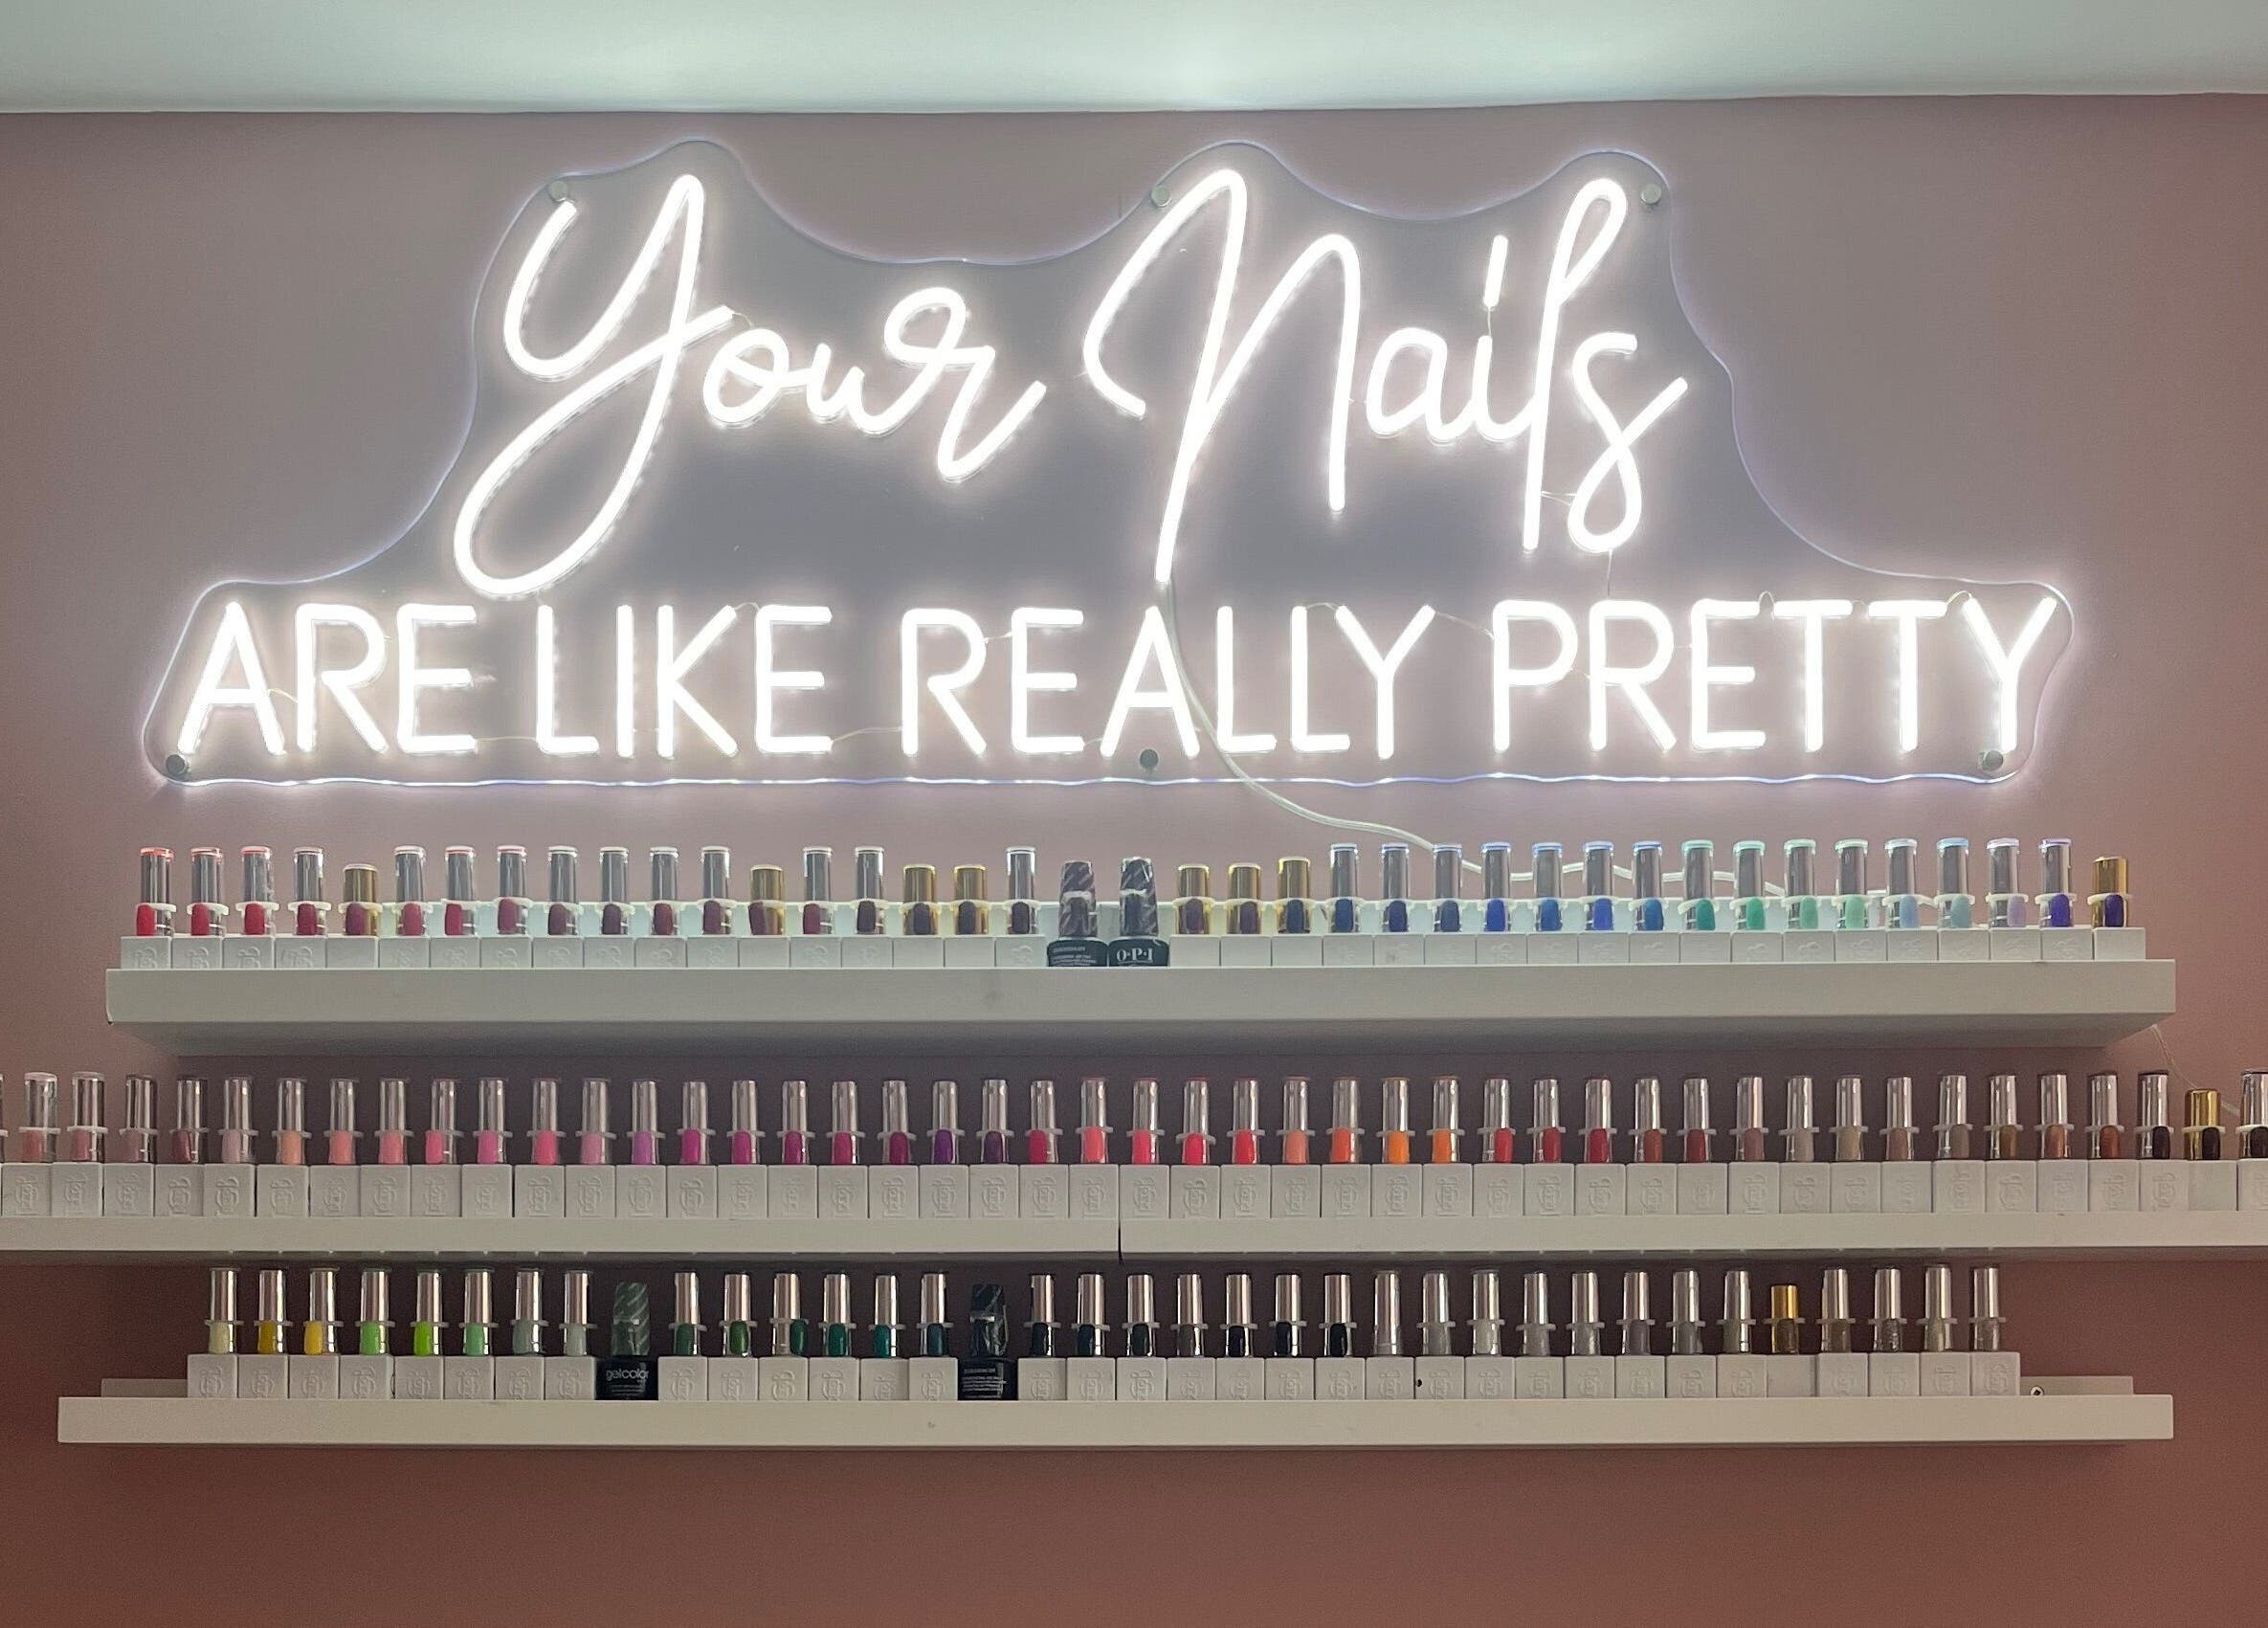 Your Nails
ARE LIKE REALLY PRETTY
O·P·I
gelcolor